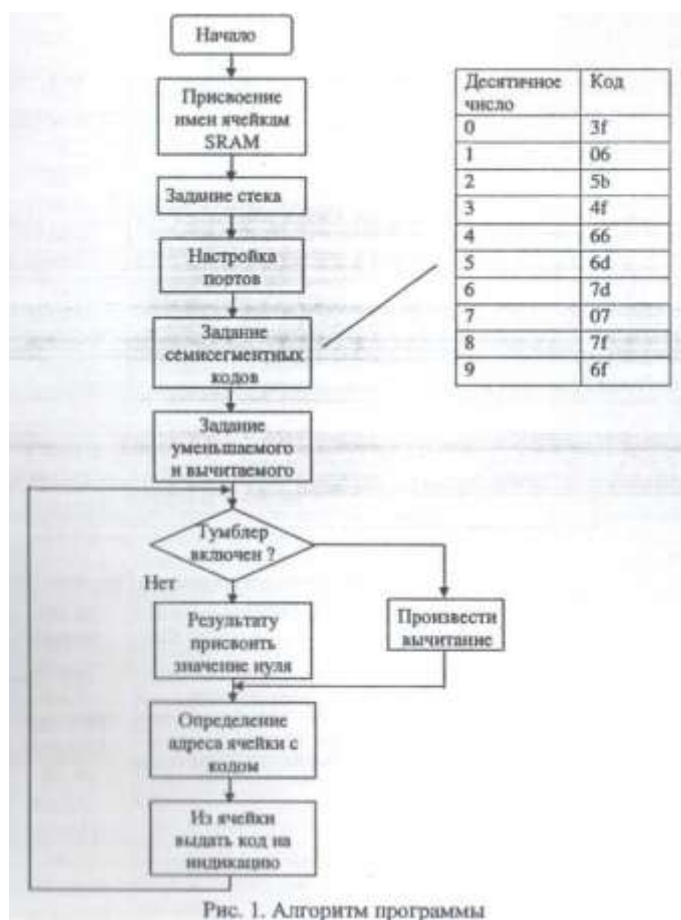 Начало
Присвоение
имен ячейкам
SRAM
Задание стека
Настройка
портов
Задание
семисегментных
кодов
Задание
уменьшаемого
и вычитаемого
Тумблер
включен ?
Нет
Результату
присвоить
значение нуля
Произвести
вычитание
Определение
адреса ячейки с
кодом
Из ячейки
выдать код на
индикацию
Десятичное Код
число
0 3f
1 06
2 5b
3 4f
4 66
5 6d
6 7d
7 07
8 7f
9 6f
Рис. 1. Алгоритм программы